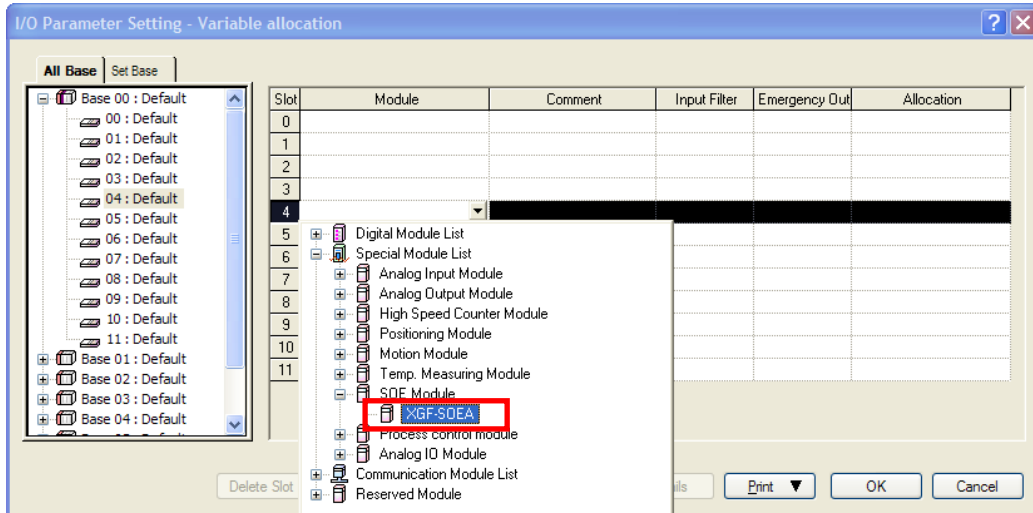 I/O Parameter Setting - Variable allocation
All Base Set Base
Base 00 : Default
00 : Default
01 : Default
02 : Default
03 : Default
04 : Default
05 : Default
06 : Default
07 : Default
08 : Default
09 : Default
10 : Default
11 : Default
Base 01 : Default
Base 02 : Default
Base 03 : Default
Base 04 : Default
Slot Module Comment Input Filter Emergency Out Allocation
0
1
2
3
4
5
6
7
8
9
10
11
Digital Module List
Special Module List
Analog Input Module
Analog Output Module
High Speed Counter Module
Positioning Module
Motion Module
Temp. Measuring Module
SOE Module
XGF-SOEA
Process control module
Analog IO Module
Communication Module List
Reserved Module
Delete Slot Print OK Cancel